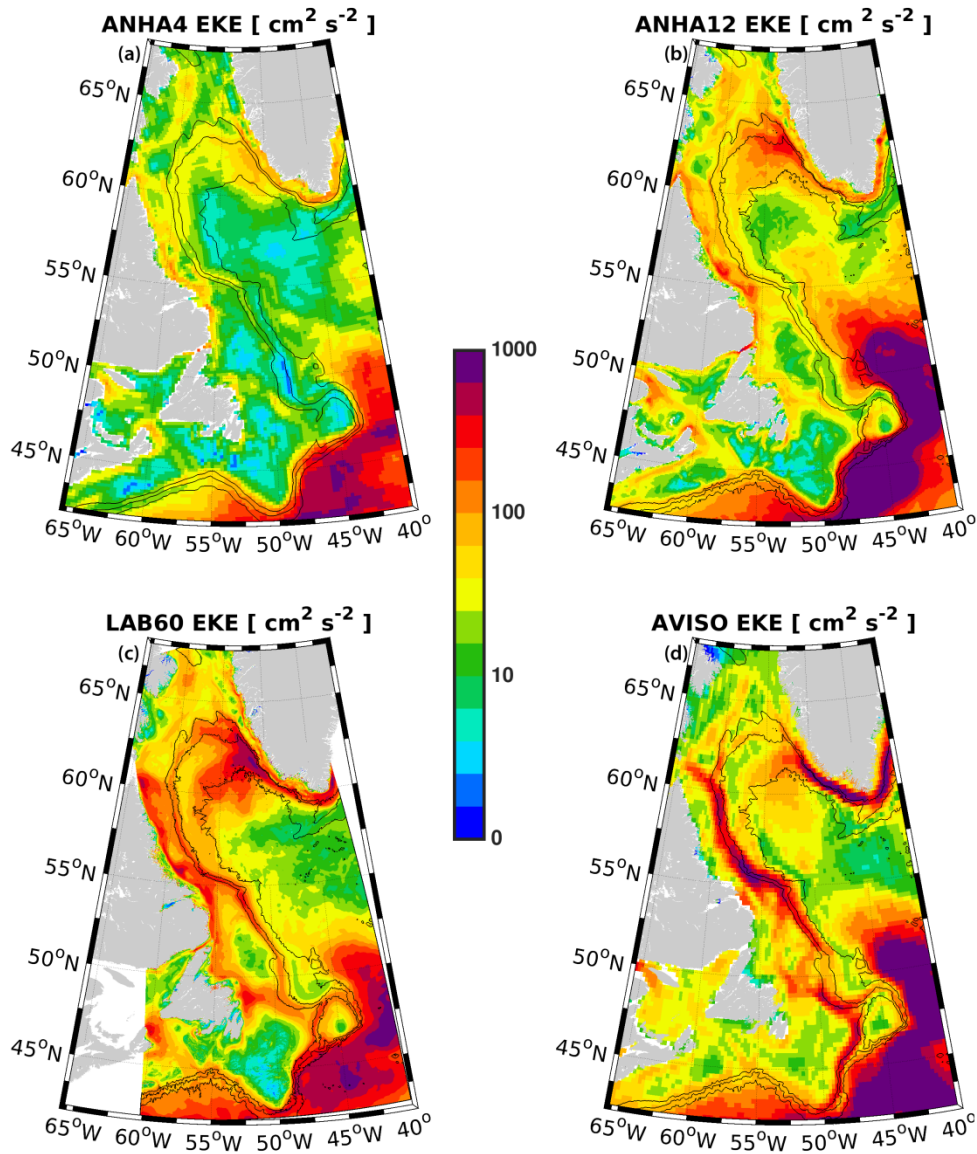 ANHA4 EKE [ cm² s⁻² ]
(a)
65°N
60°N
55°N
50°N
45°N
65°W
60°W
55°W
50°W
45°W
40°
ANHA12 EKE [ cm² s⁻² ]
(b)
65°N
60°N
55°N
50°N
45°N
65°W
60°W
55°W
50°W
45°W
40°
1000
100
10
0
LAB60 EKE [ cm² s⁻² ]
(c)
65°N
60°N
55°N
50°N
45°N
65°W
60°W
55°W
50°W
45°W
40°
AVISO EKE [ cm² s⁻² ]
(d)
65°N
60°N
55°N
50°N
45°N
65°W
60°W
55°W
50°W
45°W
40°